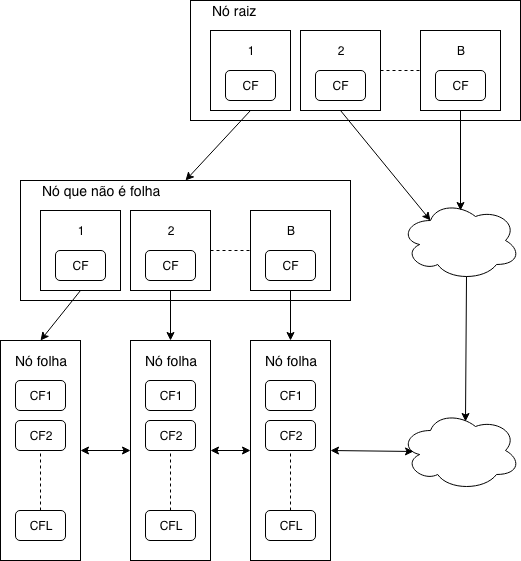 Nó raiz
1 2 B
CF CF CF
Nó que não é folha
1 2 B
CF CF CF
Nó folha Nó folha Nó folha
CF1 CF1 CF1
CF2 CF2 CF2
CFL CFL CFL